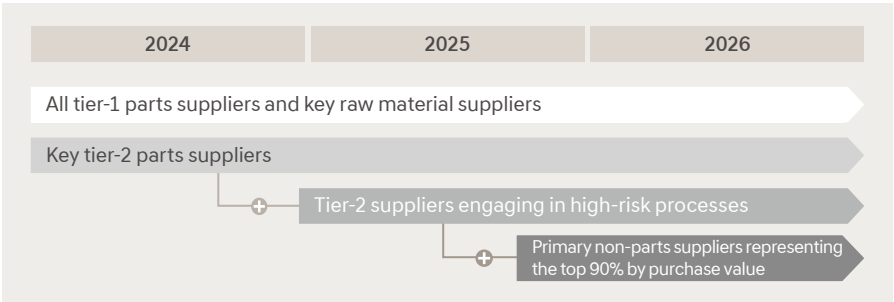 2024 2025 2026
All tier-1 parts suppliers and key raw material suppliers
Key tier-2 parts suppliers
Tier-2 suppliers engaging in high-risk processes
Primary non-parts suppliers representing
the top 90% by purchase value